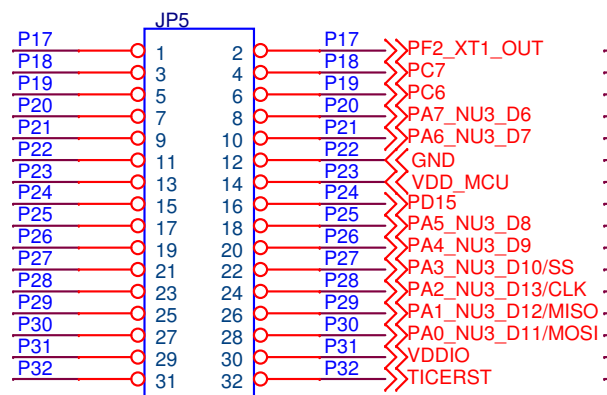 JP5
P17 1 2 P17 PF2_XT1_OUT
P18 3 4 P18 PC7
P19 5 6 P19 PC6
P20 7 8 P20 PA7_NU3_D6
P21 9 10 P21 PA6_NU3_D7
P22 11 12 P22 GND
P23 13 14 P23 VDD_MCU
P24 15 16 P24 PD15
P25 17 18 P25 PA5_NU3_D8
P26 19 20 P26 PA4_NU3_D9
P27 21 22 P27 PA3_NU3_D10/SS
P28 23 24 P28 PA2_NU3_D13/CLK
P29 25 26 P29 PA1_NU3_D12/MISO
P30 27 28 P30 PA0_NU3_D11/MOSI
P31 29 30 P31 VDDIO
P32 31 32 P32 TICERST